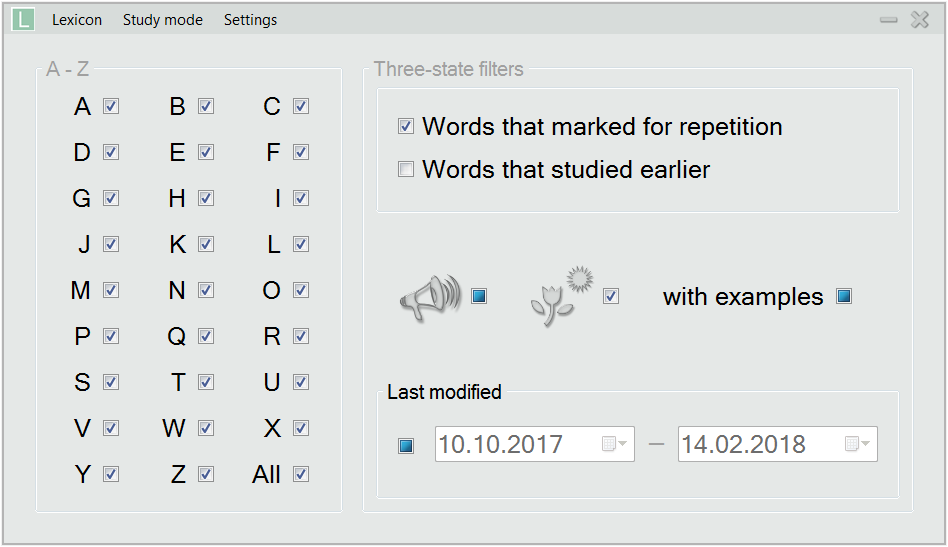 L Lexicon Study mode Settings
A - Z
A B C
D E F
G H I
J K L
M N O
P Q R
S T U
V W X
Y Z All
Three-state filters
Words that marked for repetition
Words that studied earlier
with examples
Last modified
10.10.2017 — 14.02.2018